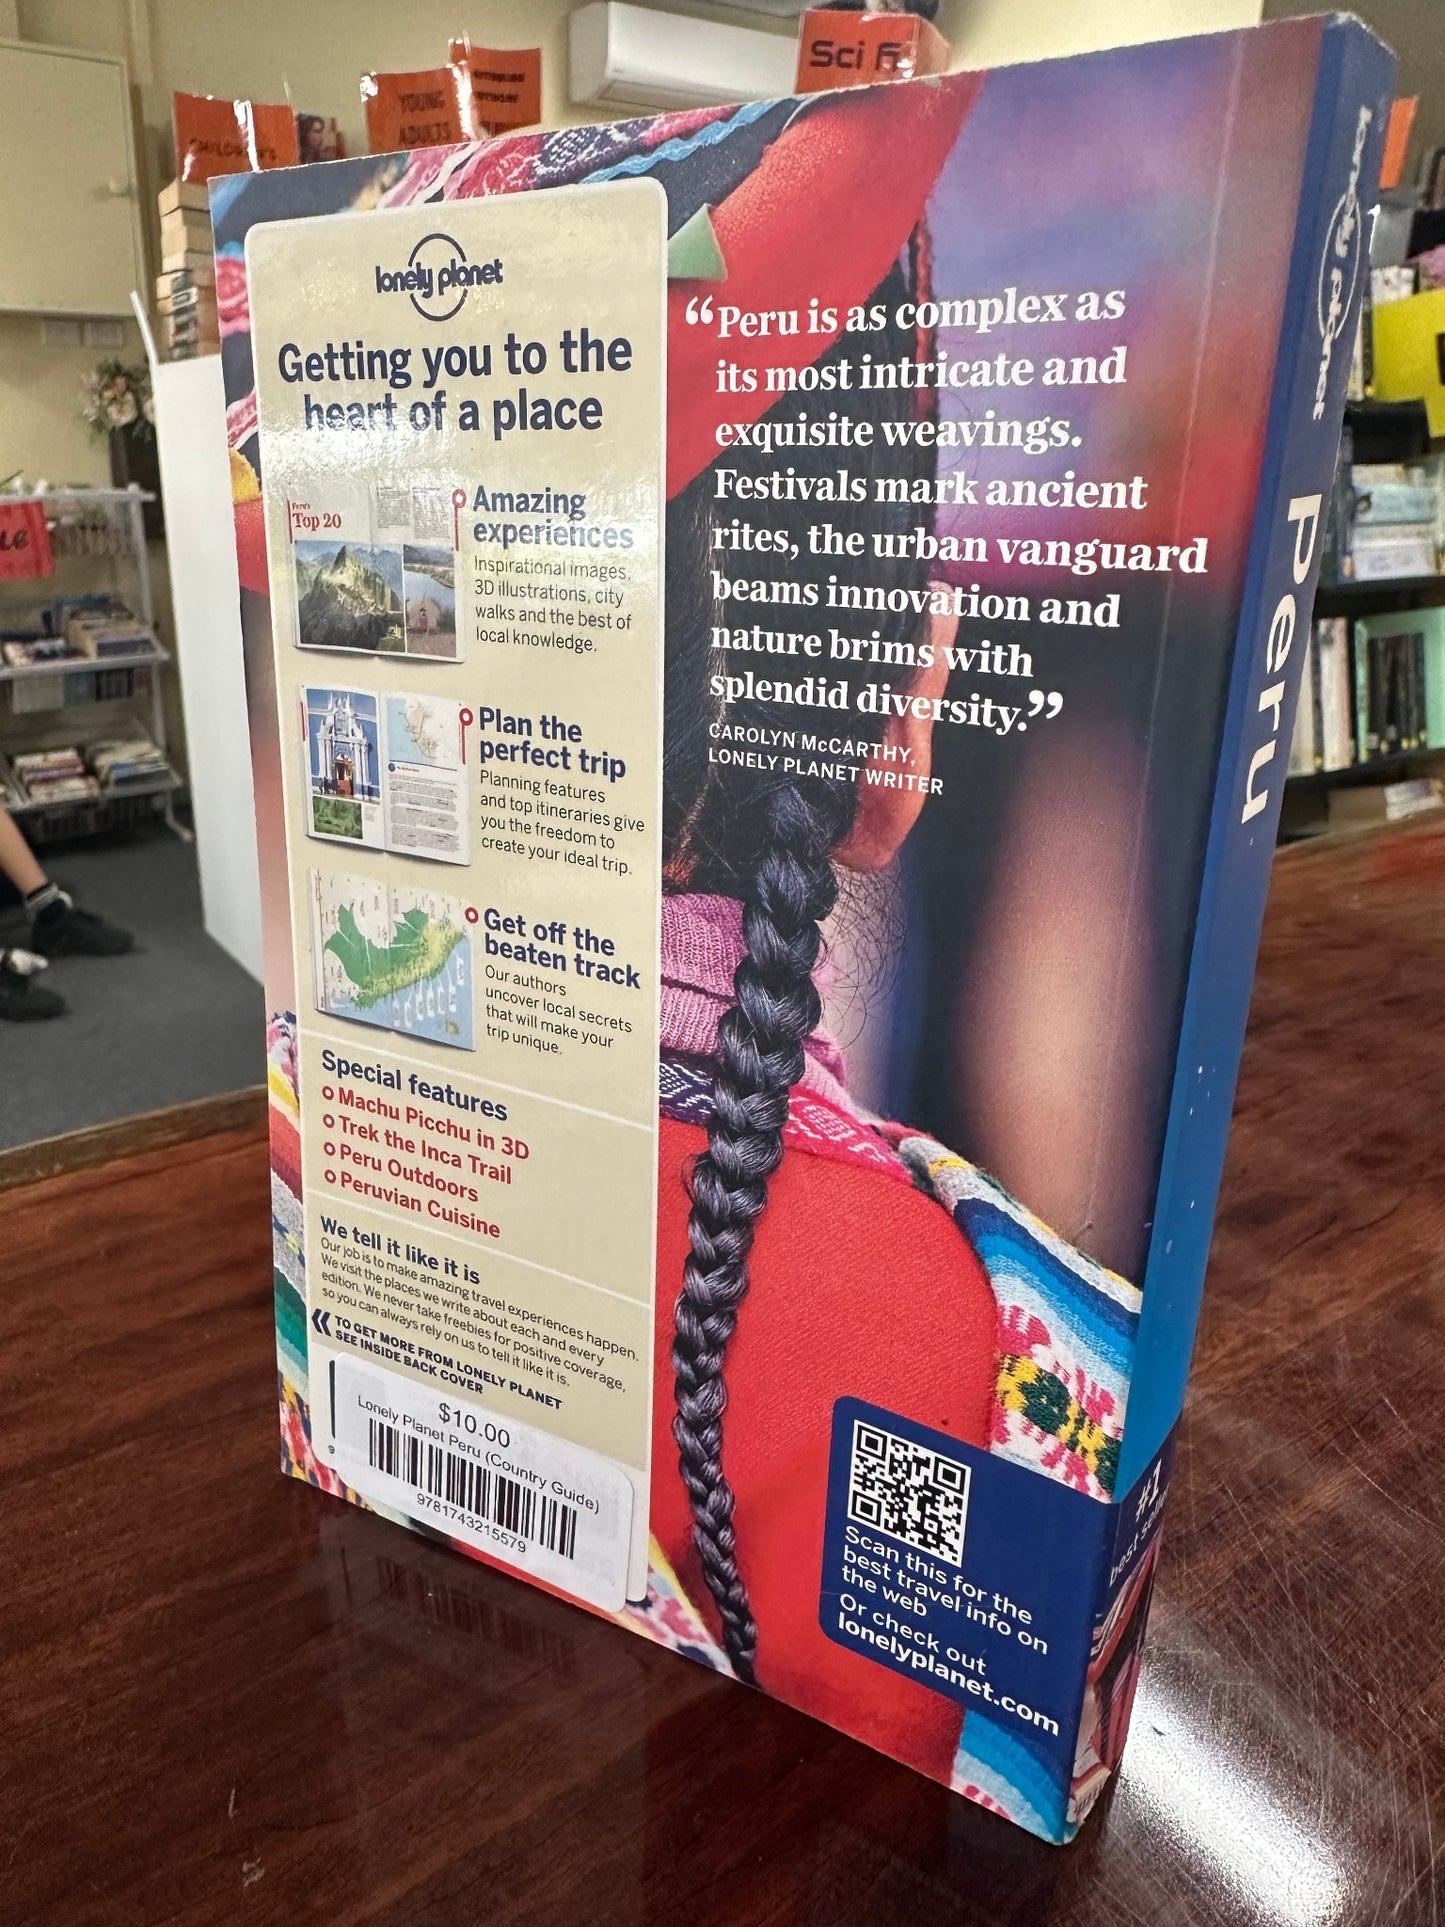 Sci Fi
YOUNG
ADULTS
CHILDREN'S
lonely planet
Getting you to the
heart of a place
Peru's
Top 20
Amazing
experiences
Inspirational images,
3D illustrations, city
walks and the best of
local knowledge.
Plan the
perfect trip
Planning features
and top itineraries give
you the freedom to
create your ideal trip.
Get off the
beaten track
Our authors
uncover local secrets
that will make your
trip unique.
Special features
Machu Picchu in 3D
Trek the Inca Trail
Peru Outdoors
Peruvian Cuisine
We tell it like it is
Our job is to make amazing travel experiences happen.
We visit the places we write about each and every
edition. We never take freebies for positive coverage,
so you can always rely on us to tell it like it is.
« TO GET MORE FROM LONELY PLANET
SEE INSIDE BACK COVER
$10.00
Lonely Planet Peru (Country Guide)
9781743215579
9
“Peru is as complex as
its most intricate and
exquisite weavings.
Festivals mark ancient
rites, the urban vanguard
beams innovation and
nature brims with
splendid diversity.”
CAROLYN McCARTHY,
LONELY PLANET WRITER
Scan this for the
best travel info on
the web
Or check out
lonelyplanet.com
lonely planet
Peru
#1